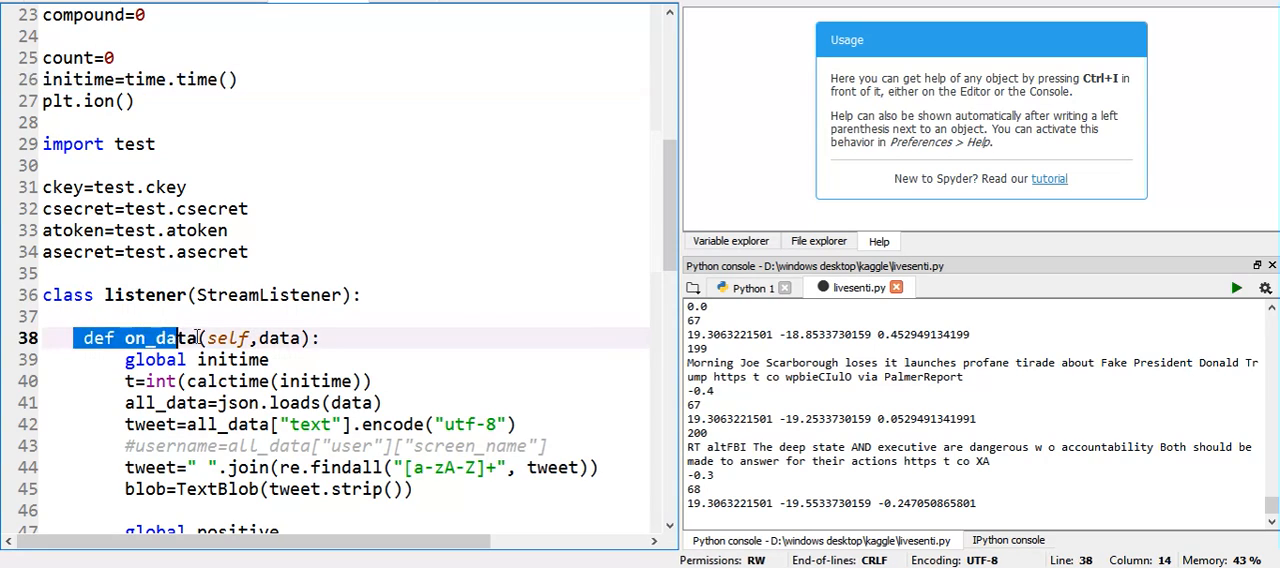 23 compound=0
24
25 count=0
26 initime=time.time()
27 plt.ion()
28
29 import test
30
31 ckey=test.ckey
32 csecret=test.csecret
33 atoken=test.atoken
34 asecret=test.asecret
35
36 class listener(StreamListener):
37
38 def on_data(self,data):
39 global initime
40 t=int(calctime(initime))
41 all_data=json.loads(data)
42 tweet=all_data["text"].encode("utf-8")
43 #username=all_data["user"]["screen_name"]
44 tweet=" ".join(re.findall("[a-zA-Z]+", tweet))
45 blob=TextBlob(tweet.strip())
46
47 global positive
Usage
Here you can get help of any object by pressing Ctrl+I in
front of it, either on the Editor or the Console.
Help can also be shown automatically after writing a left
parenthesis next to an object. You can activate this
behavior in Preferences > Help.
New to Spyder? Read our tutorial
Variable explorer File explorer Help
Python console - D:\windows desktop\kaggle\livesenti.py
Python 1 livesenti.py
0.0
67
19.3063221501 -18.8533730159 0.452949134199
199
Morning Joe Scarborough loses it launches profane tirade about Fake President Donald Tr
ump https t co wpbieCIulO via PalmerReport
-0.4
67
19.3063221501 -19.2533730159 0.0529491341991
200
RT altFBI The deep state AND executive are dangerous w o accountability Both should be
made to answer for their actions https t co XA
-0.3
68
19.3063221501 -19.5533730159 -0.247050865801
Python console - D:\windows desktop\kaggle\livesenti.py IPython console
Permissions: RW End-of-lines: CRLF Encoding: UTF-8 Line: 38 Column: 14 Memory: 43 %